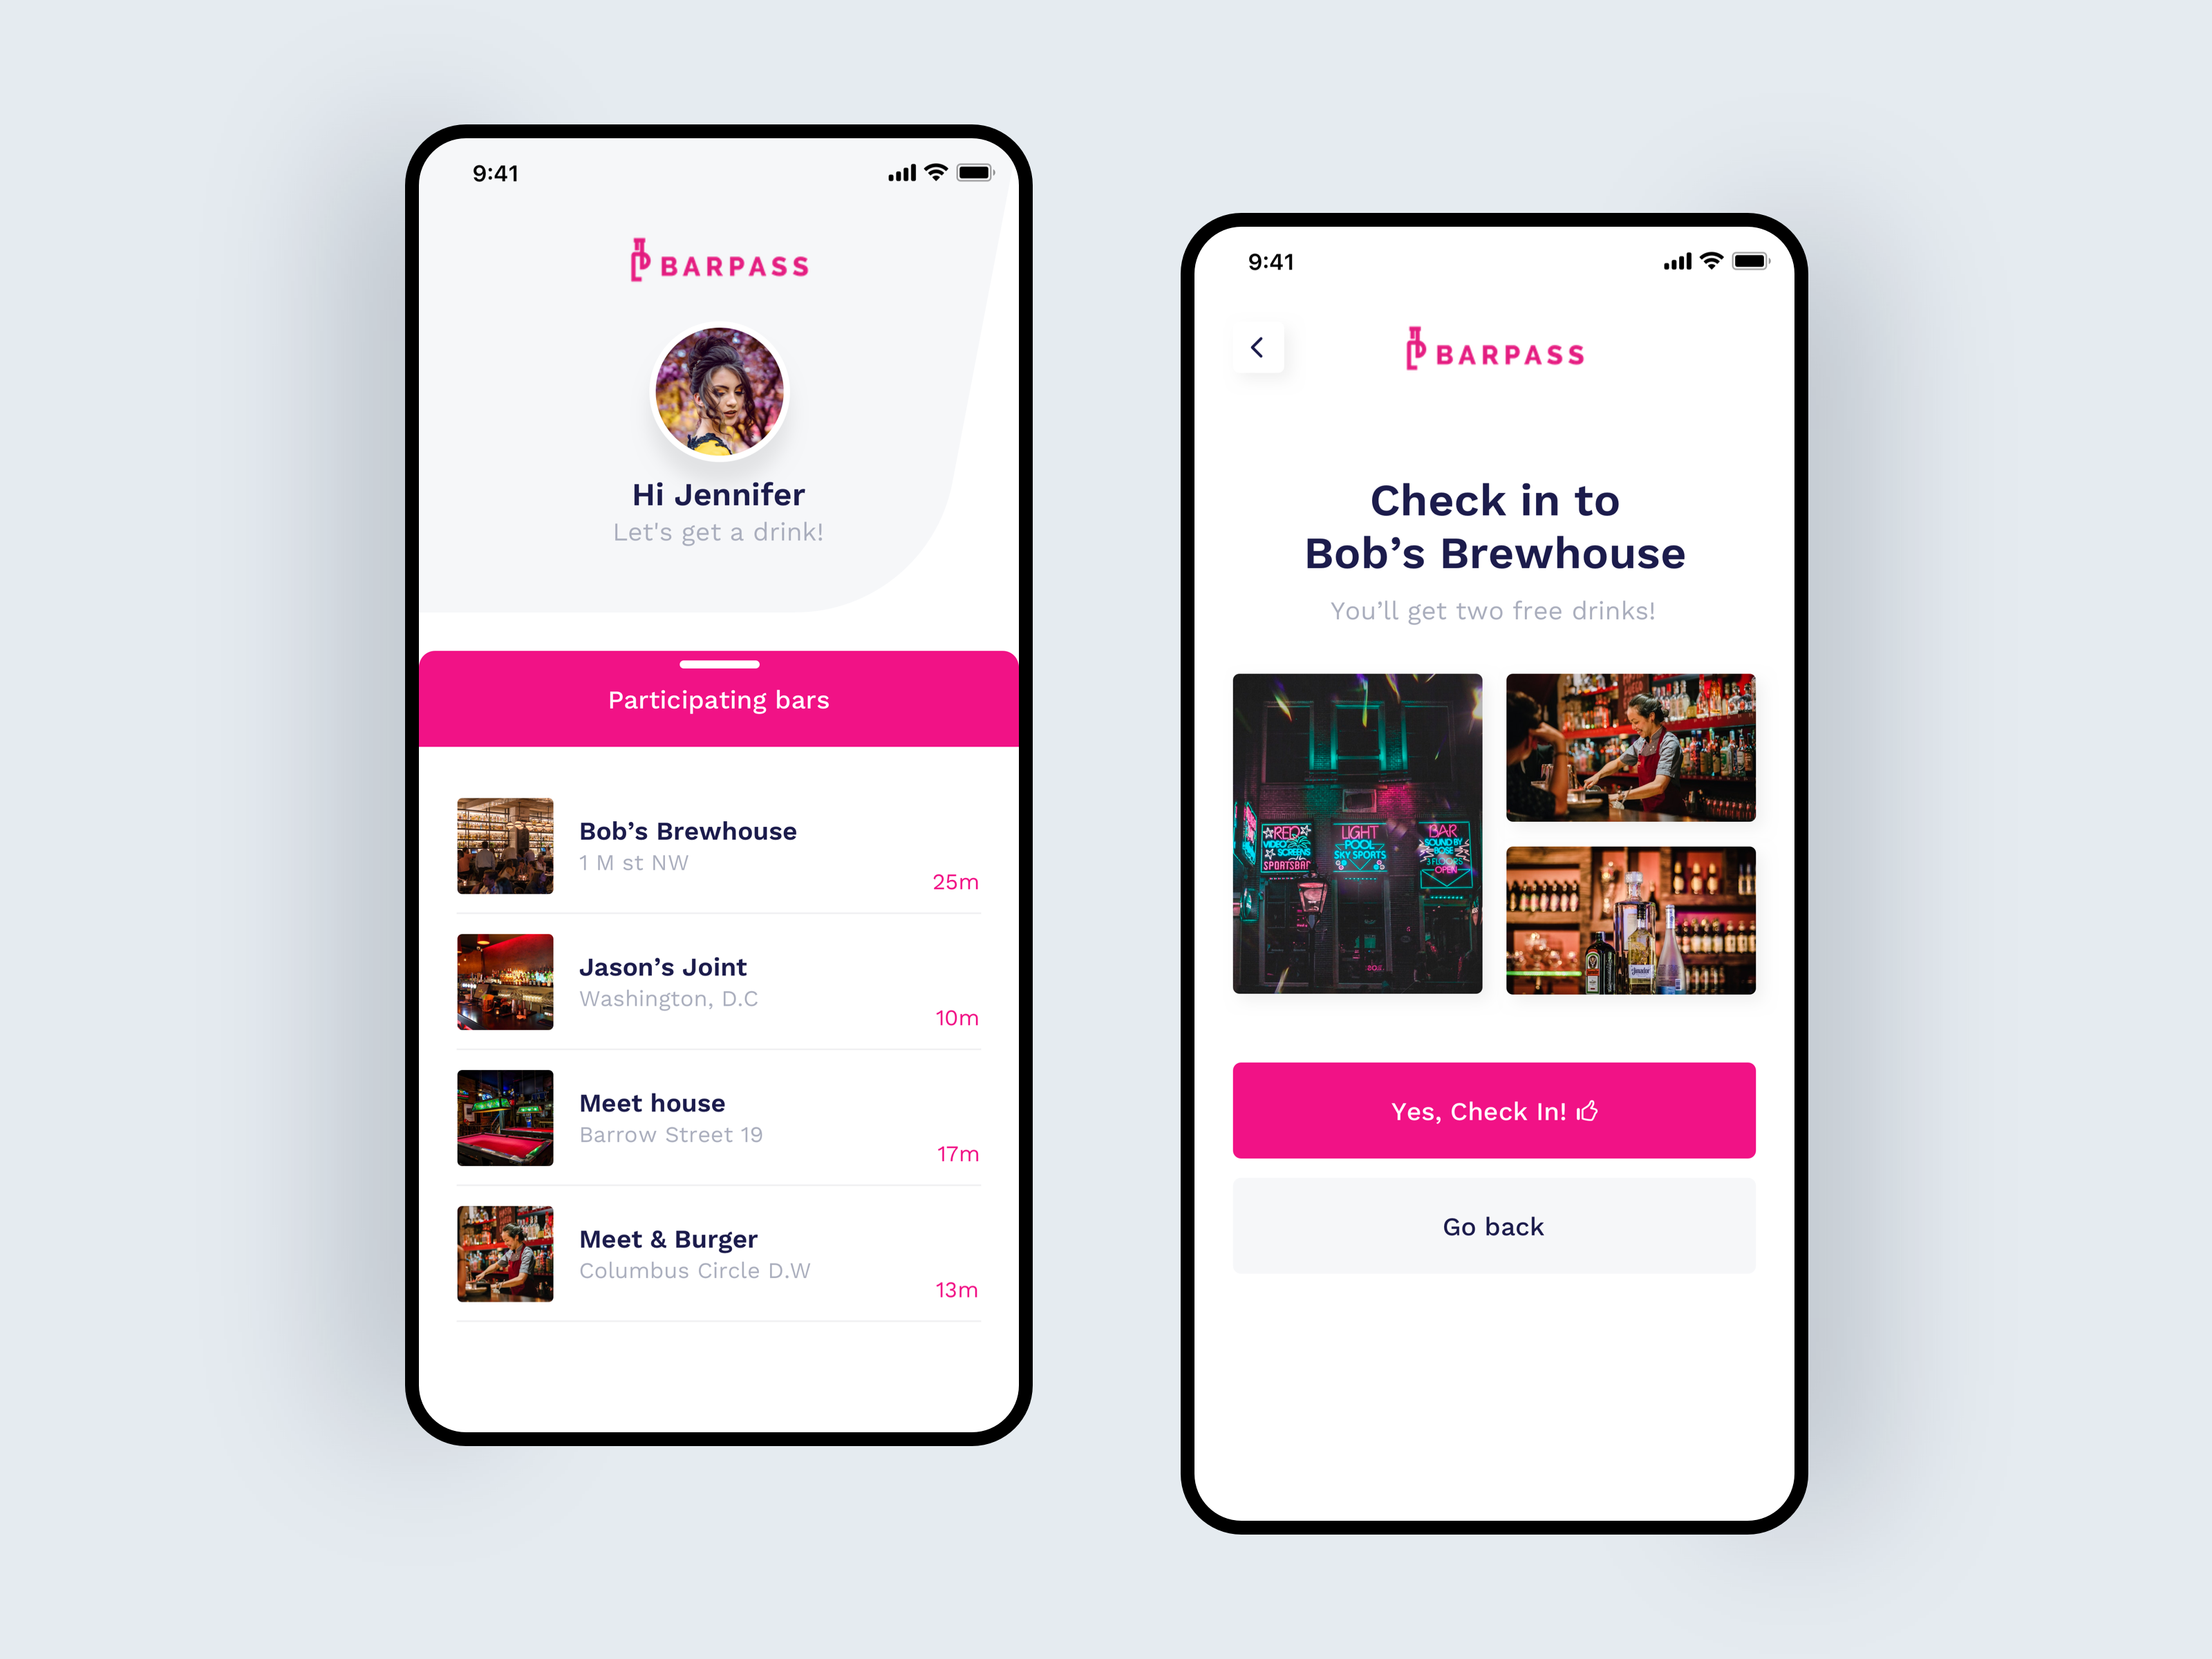 9:41
BARPASS
Hi Jennifer
Let's get a drink!
Participating bars
Bob’s Brewhouse
1 M st NW
25m
Jason’s Joint
Washington, D.C
10m
Meet house
Barrow Street 19
17m
Meet & Burger
Columbus Circle D.W
13m
9:41
BARPASS
Check in to
Bob’s Brewhouse
You’ll get two free drinks!
RED
VIDEO
SCREENS
SPORTSBAR
LIGHT
POOL
SKY SPORTS
BAR
SOUND BY
BOSE
3 FLOORS
OPEN
Yes, Check In!
Go back